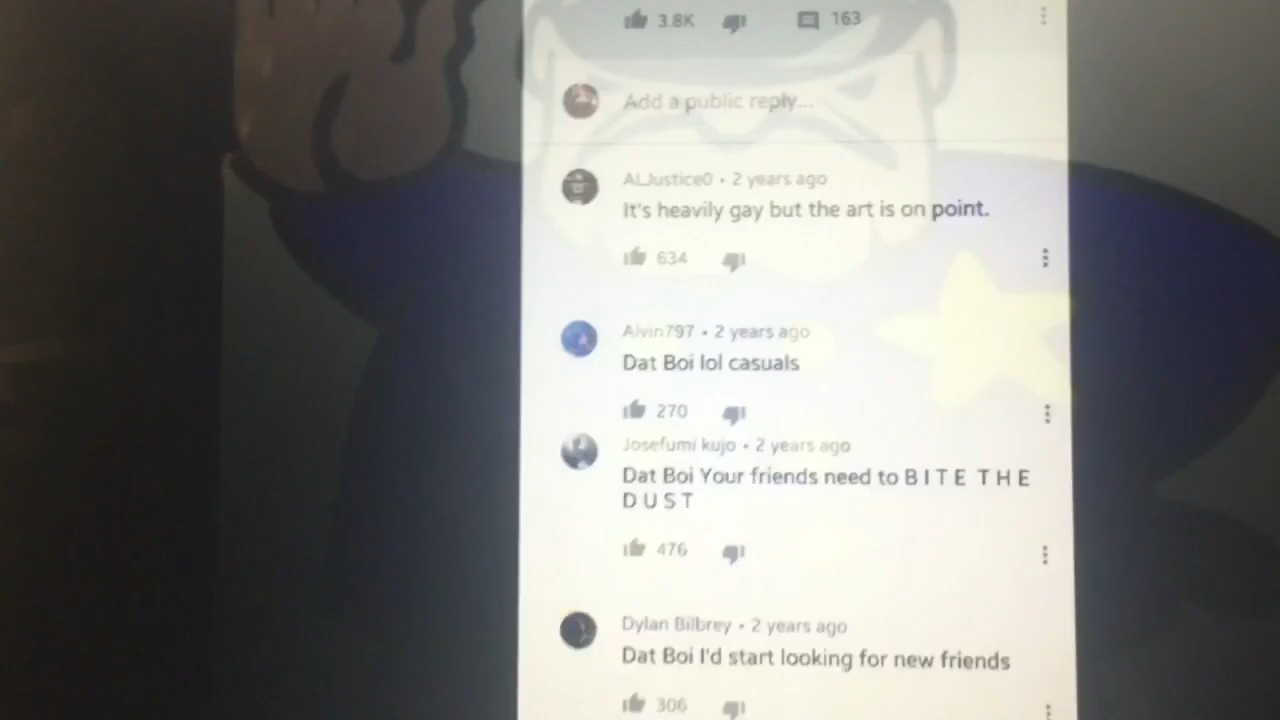 3.8K 163
Add a public reply...
ALJustice0 • 2 years ago
It's heavily gay but the art is on point.
634
Alvin797 • 2 years ago
Dat Boi lol casuals
270
Josefumi kujo • 2 years ago
Dat Boi Your friends need to B I T E T H E
D U S T
476
Dylan Bilbrey • 2 years ago
Dat Boi I'd start looking for new friends
306